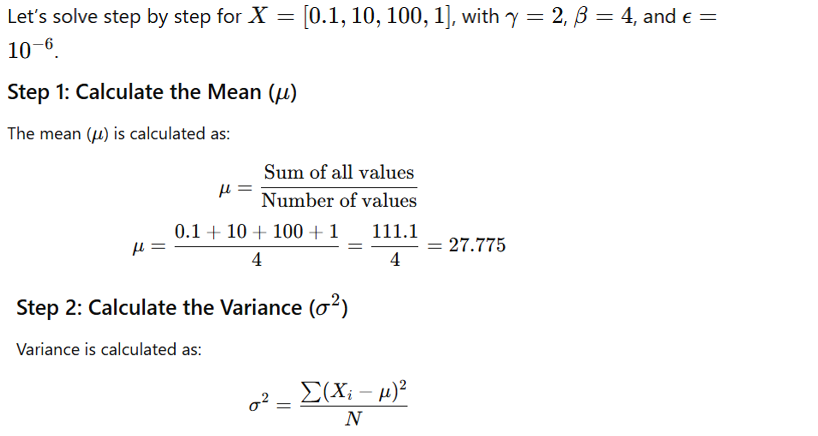 Let's solve step by step for X = [0.1, 10, 100, 1], with γ = 2, β = 4, and ϵ =
10⁻⁶.
Step 1: Calculate the Mean (μ)
The mean (μ) is calculated as:
μ = Sum of all values / Number of values
μ = (0.1 + 10 + 100 + 1) / 4 = 111.1 / 4 = 27.775
Step 2: Calculate the Variance (σ²)
Variance is calculated as:
σ² = ∑(Xᵢ − μ)² / N